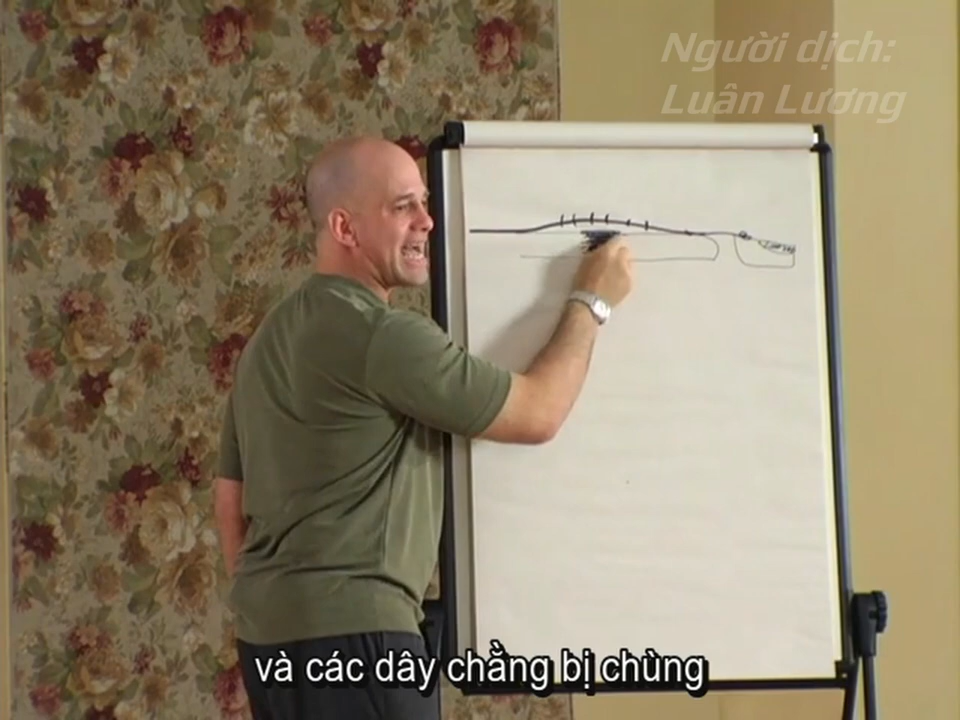 Người dịch:
Luân Lương
và các dây chằng bị chùng